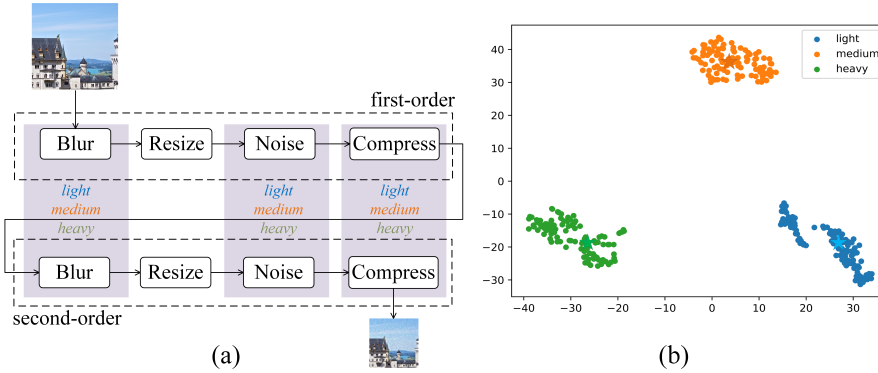 first-order
Blur Resize Noise Compress
light light light
medium medium medium
heavy heavy heavy
Blur Resize Noise Compress
second-order
(a)
light
medium
heavy
40
30
20
10
0
−10
−20
−30
−40 −30 −20 −10 0 10 20 30
(b)